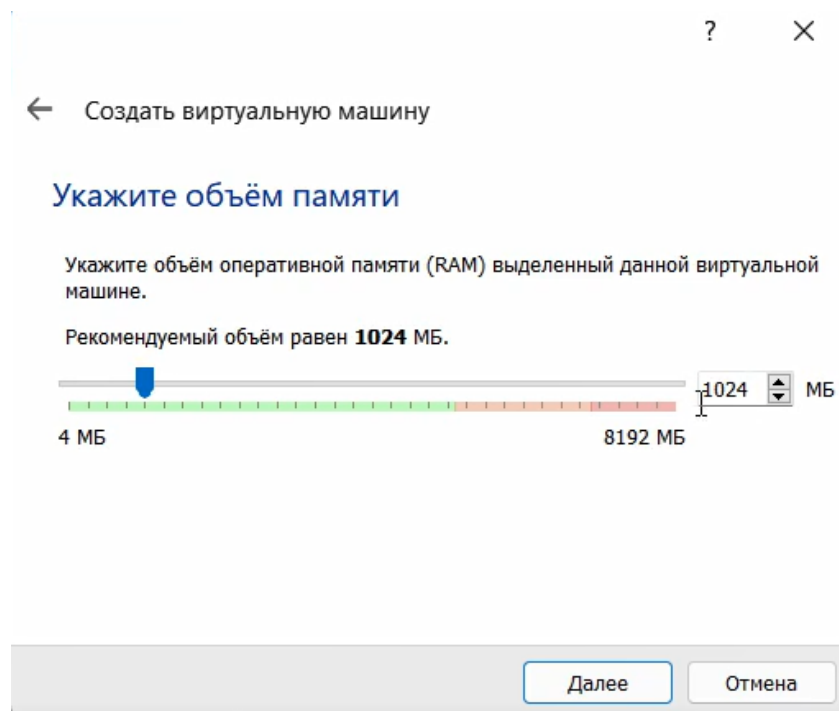 ?
Создать виртуальную машину
Укажите объём памяти
Укажите объём оперативной памяти (RAM) выделенный данной виртуальной
машине.
Рекомендуемый объём равен 1024 МБ.
1024 МБ
4 МБ 8192 МБ
Далее Отмена